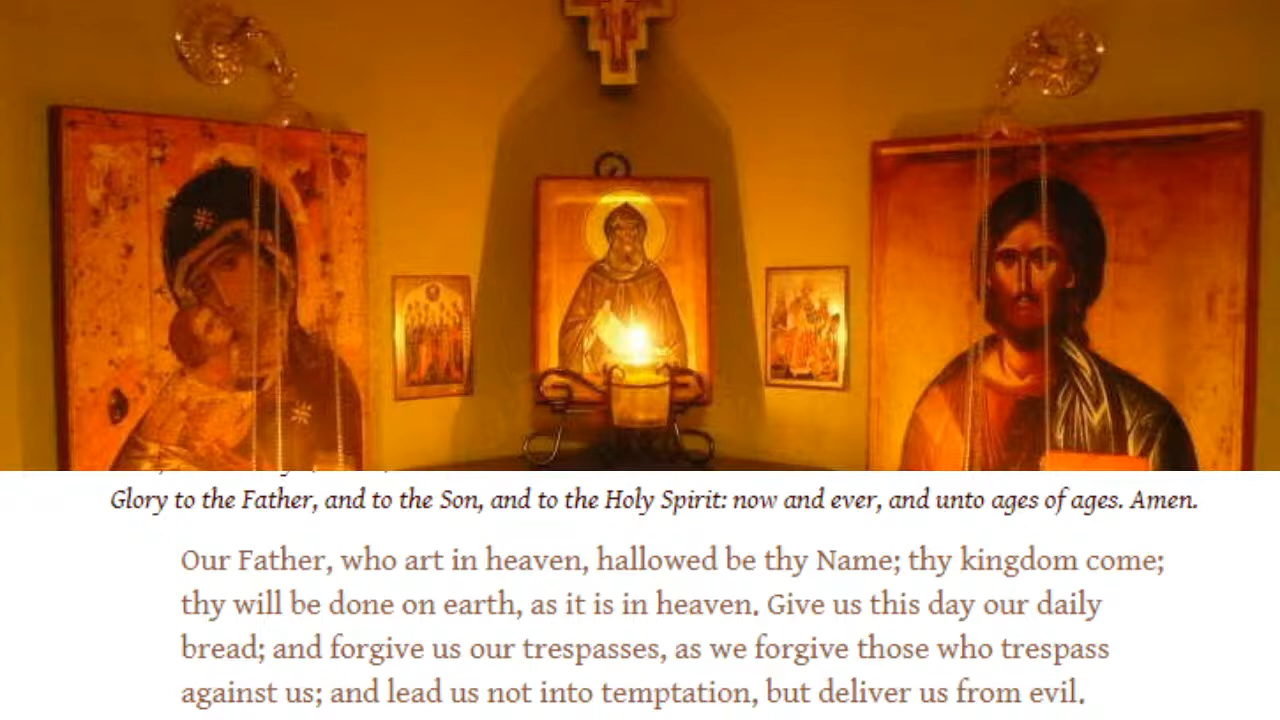 Glory to the Father, and to the Son, and to the Holy Spirit: now and ever, and unto ages of ages. Amen.
Our Father, who art in heaven, hallowed be thy Name; thy kingdom come;
thy will be done on earth, as it is in heaven. Give us this day our daily
bread; and forgive us our trespasses, as we forgive those who trespass
against us; and lead us not into temptation, but deliver us from evil.